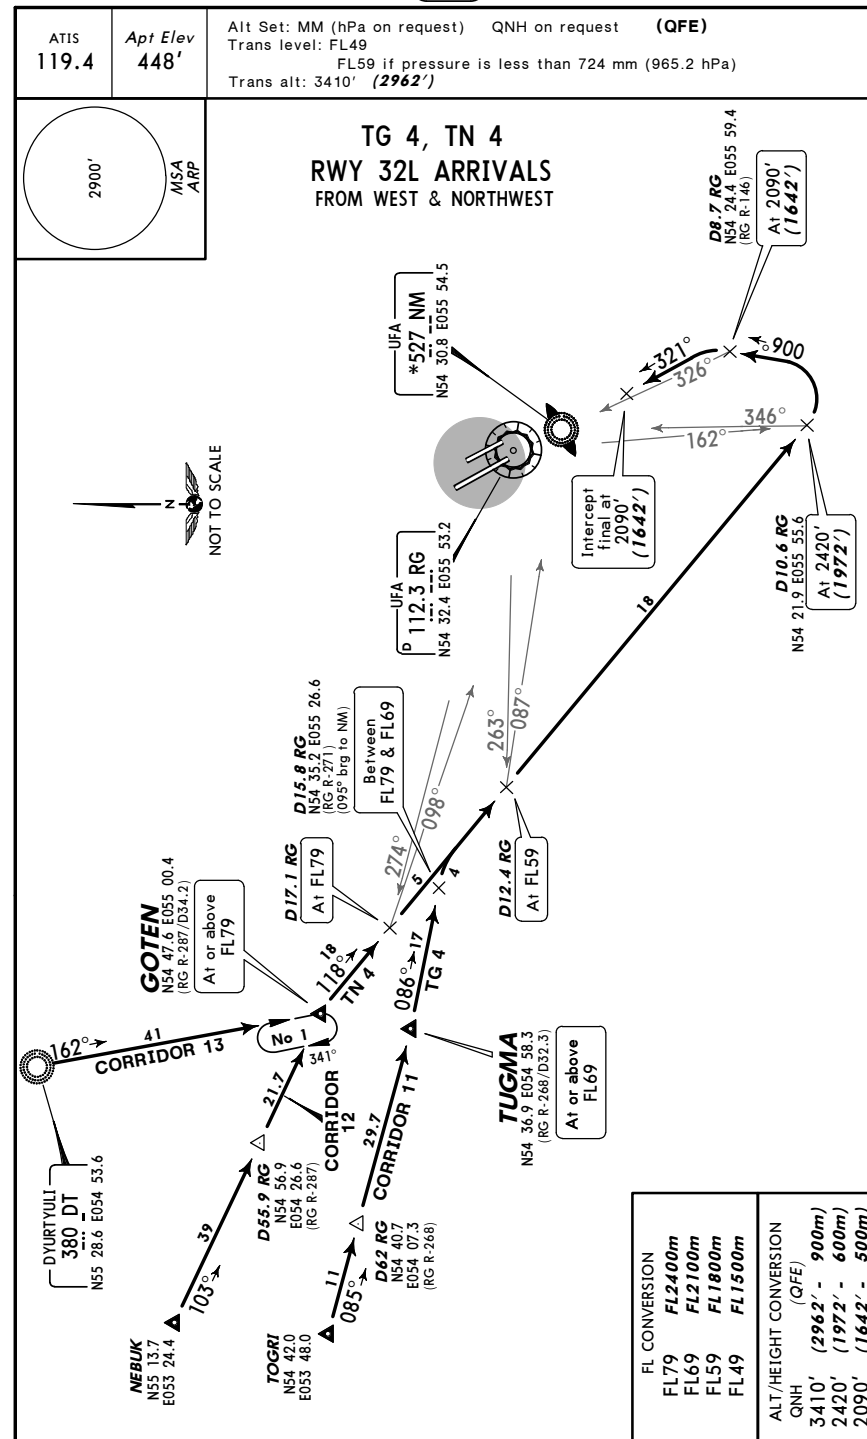 ATIS
119.4
Apt Elev
448'
Alt Set: MM (hPa on request) QNH on request (QFE)
Trans level: FL49
FL59 if pressure is less than 724 mm (965.2 hPa)
Trans alt: 3410' (2962')
2900'
MSA
ARP
TG 4, TN 4
RWY 32L ARRIVALS
FROM WEST & NORTHWEST
D8.7 RG
N54 24.4 E055 59.4
(RG R-146)
At 2090'
(1642')
UFA
*527 NM
N54 30.8 E055 54.5
321°
326°
006°
346°
162°
N
NOT TO SCALE
Intercept
final at
2090'
(1642')
D10.6 RG
N54 21.9 E055 55.6
At 2420'
(1972')
UFA
D 112.3 RG
N54 32.4 E055 53.2
18
263°
087°
D15.8 RG
N54 35.2 E055 26.6
(RG R-271)
(095° brg to NM)
Between
FL79 & FL69
274°
098°
D17.1 RG
At FL79
5
4
D12.4 RG
At FL59
GOTEN
N54 47.6 E055 00.4
(RG R-287/D34.2)
At or above
FL79
118°
18
TN 4
086°
17
TG 4
162°
41
CORRIDOR 13
No 1
341°
21.7
CORRIDOR
12
29.7
CORRIDOR 11
TUGMA
N54 36.9 E054 58.3
(RG R-268/D32.3)
At or above
FL69
DYURTYULI
380 DT
N55 28.6 E054 53.6
D55.9 RG
N54 56.9
E054 26.6
(RG R-287)
39
103°
NEBUK
N55 13.7
E053 24.4
D62 RG
N54 40.7
E054 07.3
(RG R-268)
11
085°
TOGRI
N54 42.0
E053 48.0
FL CONVERSION
FL79 FL2400m
FL69 FL2100m
FL59 FL1800m
FL49 FL1500m
ALT/HEIGHT CONVERSION
QNH (QFE)
3410' (2962' - 900m)
2420' (1972' - 600m)
2090' (1642' - 500m)